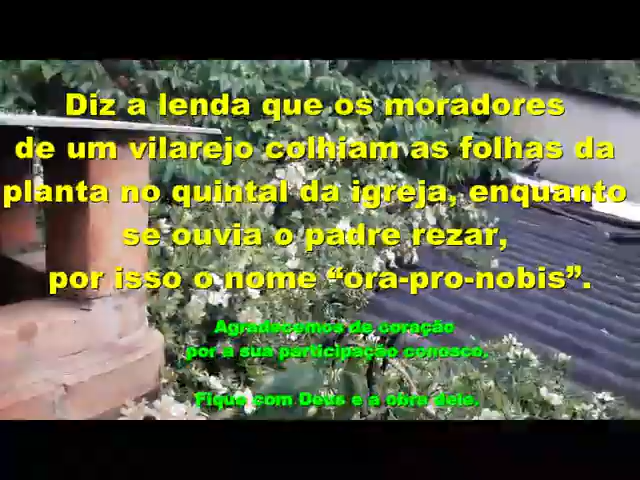 Diz a lenda que os moradores
de um vilarejo colhiam as folhas da
planta no quintal da igreja, enquanto
se ouvia o padre rezar,
por isso o nome “ora-pro-nobis”.
Agradecemos de coração
por a sua participação conosco.
Fique com Deus e a obra dele.